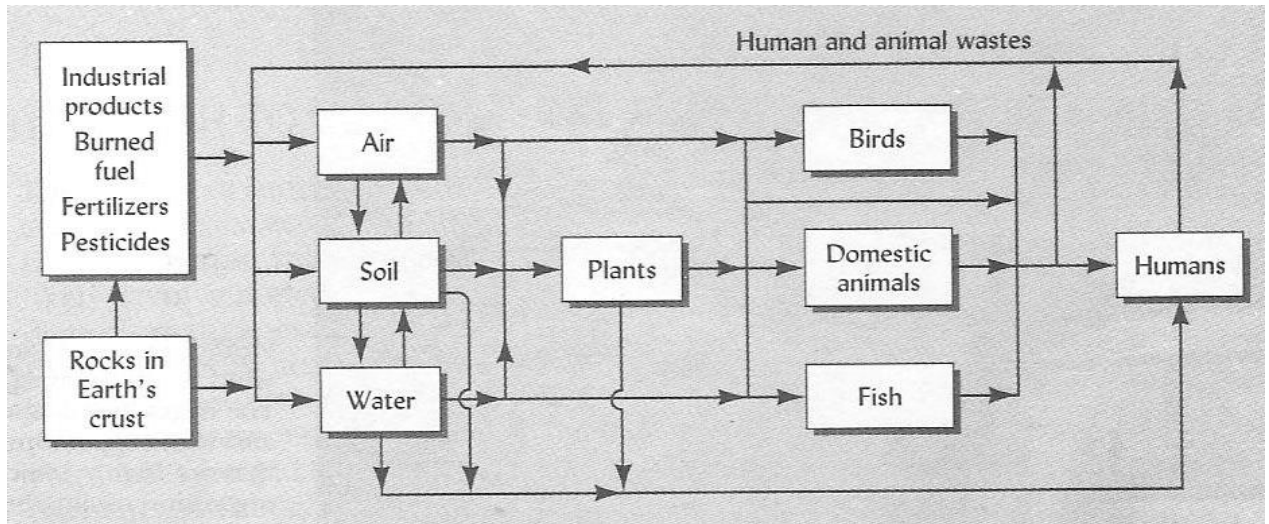 Human and animal wastes
Industrial
products
Burned
fuel
Fertilizers
Pesticides
Air
Birds
Soil
Plants
Domestic
animals
Humans
Rocks in
Earth's
crust
Water
Fish